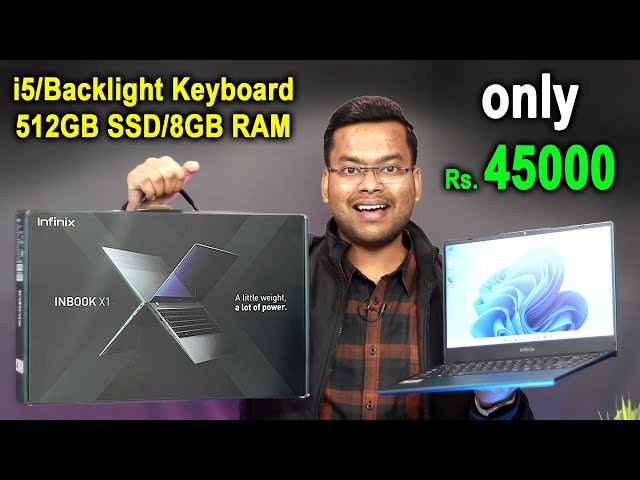 i5/Backlight Keyboard
512GB SSD/8GB RAM
only
Rs. 45000
Infinix
INBOOK X1
A little weight,
a lot of power.
Infinix
Infinix